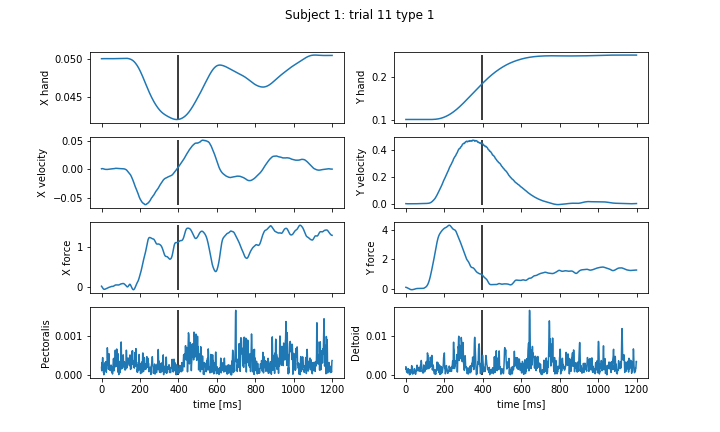 Subject 1: trial 11 type 1
X hand
0.050
0.045
Y hand
0.2
0.1
X velocity
0.05
0.00
−0.05
Y velocity
0.4
0.2
0.0
X force
1
0
Y force
4
2
0
Pectoralis
0.001
0.000
0 200 400 600 800 1000 1200
time [ms]
Deltoid
0.01
0.00
0 200 400 600 800 1000 1200
time [ms]